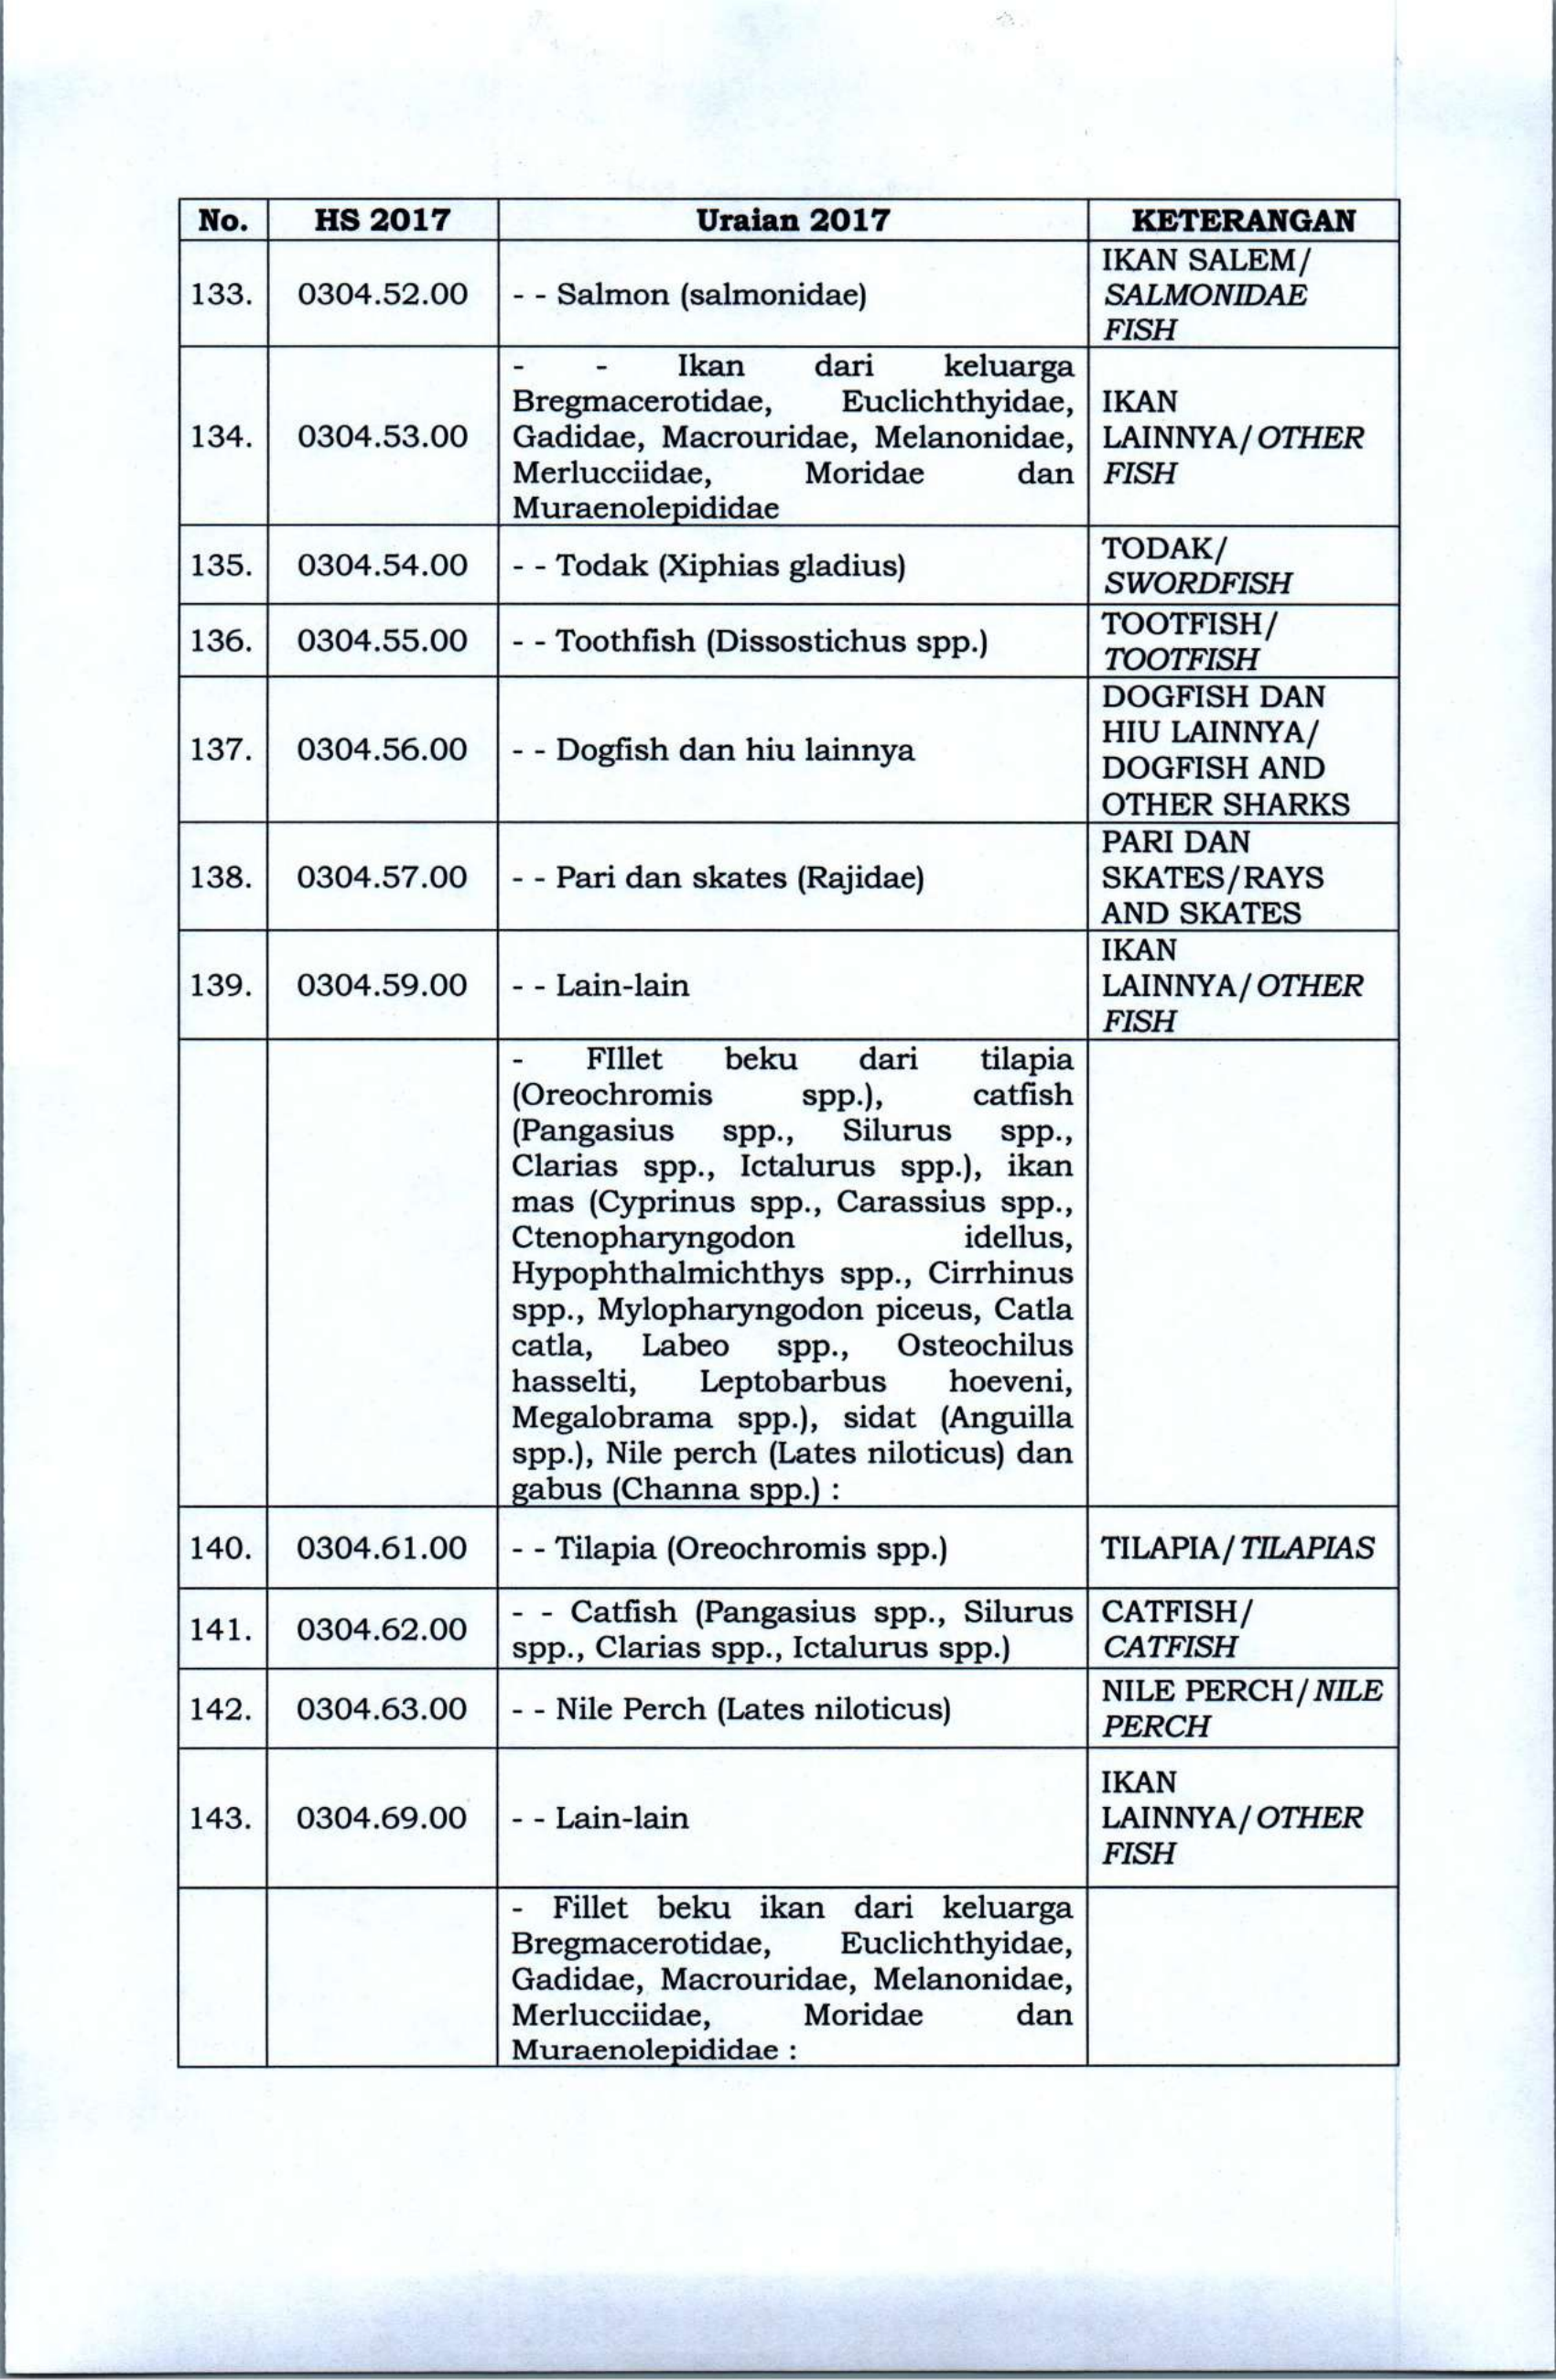 No. HS 2017 Uraian 2017 KETERANGAN
133. 0304.52.00 - - Salmon (salmonidae) IKAN SALEM/
SALMONIDAE
FISH
134. 0304.53.00 - - Ikan dari keluarga
Bregmacerotidae, Euclichthyidae,
Gadidae, Macrouridae, Melanonidae,
Merlucciidae, Moridae dan
Muraenolepididae
IKAN
LAINNYA/OTHER
FISH
135. 0304.54.00 - - Todak (Xiphias gladius) TODAK/
SWORDFISH
136. 0304.55.00 - - Toothfish (Dissostichus spp.) TOOTFISH/
TOOTFISH
137. 0304.56.00 - - Dogfish dan hiu lainnya DOGFISH DAN
HIU LAINNYA/
DOGFISH AND
OTHER SHARKS
138. 0304.57.00 - - Pari dan skates (Rajidae) PARI DAN
SKATES/RAYS
AND SKATES
139. 0304.59.00 - - Lain-lain IKAN
LAINNYA/OTHER
FISH
- FIllet beku dari tilapia
(Oreochromis spp.), catfish
(Pangasius spp., Silurus spp.,
Clarias spp., Ictalurus spp.), ikan
mas (Cyprinus spp., Carassius spp.,
Ctenopharyngodon idellus,
Hypophthalmichthys spp., Cirrhinus
spp., Mylopharyngodon piceus, Catla
catla, Labeo spp., Osteochilus
hasselti, Leptobarbus hoeveni,
Megalobrama spp.), sidat (Anguilla
spp.), Nile perch (Lates niloticus) dan
gabus (Channa spp.) :
140. 0304.61.00 - - Tilapia (Oreochromis spp.) TILAPIA/TILAPIAS
141. 0304.62.00 - - Catfish (Pangasius spp., Silurus
spp., Clarias spp., Ictalurus spp.)
CATFISH/
CATFISH
142. 0304.63.00 - - Nile Perch (Lates niloticus) NILE PERCH/NILE
PERCH
143. 0304.69.00 - - Lain-lain IKAN
LAINNYA/OTHER
FISH
- Fillet beku ikan dari keluarga
Bregmacerotidae, Euclichthyidae,
Gadidae, Macrouridae, Melanonidae,
Merlucciidae, Moridae dan
Muraenolepididae :